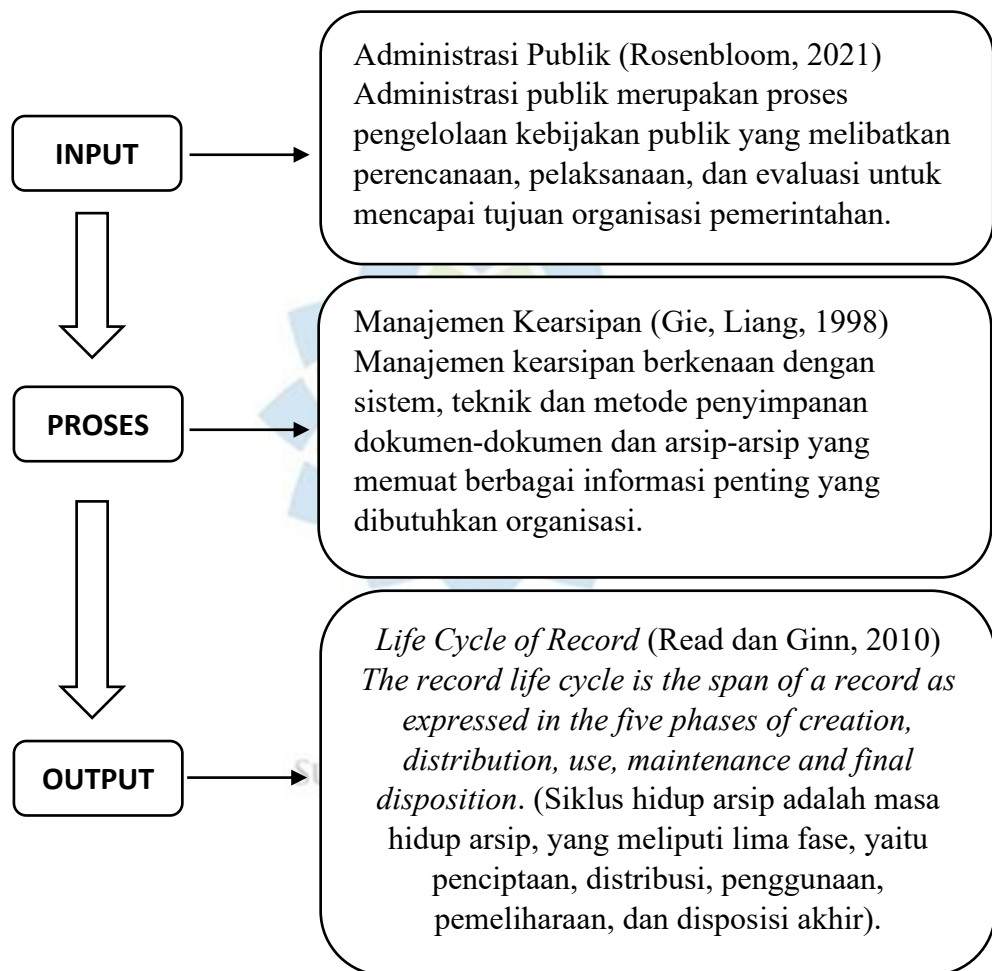 INPUT
Administrasi Publik (Rosenbloom, 2021)
Administrasi publik merupakan proses
pengelolaan kebijakan publik yang melibatkan
perencanaan, pelaksanaan, dan evaluasi untuk
mencapai tujuan organisasi pemerintahan.
PROSES
Manajemen Kearsipan (Gie, Liang, 1998)
Manajemen kearsipan berkenaan dengan
sistem, teknik dan metode penyimpanan
dokumen-dokumen dan arsip-arsip yang
memuat berbagai informasi penting yang
dibutuhkan organisasi.
OUTPUT
Life Cycle of Record (Read dan Ginn, 2010)
The record life cycle is the span of a record as
expressed in the five phases of creation,
distribution, use, maintenance and final
disposition. (Siklus hidup arsip adalah masa
hidup arsip, yang meliputi lima fase, yaitu
penciptaan, distribusi, penggunaan,
pemeliharaan, dan disposisi akhir).